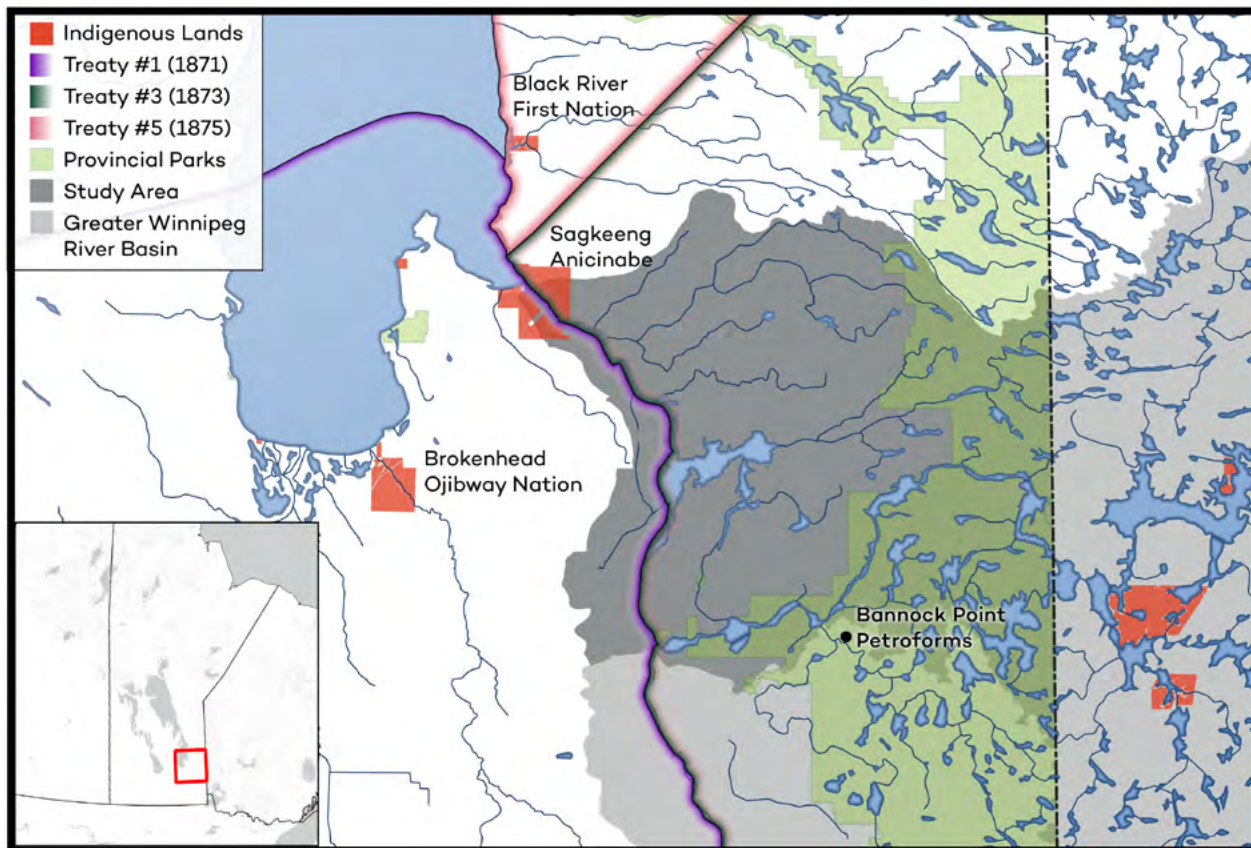 Indigenous Lands
Treaty #1 (1871)
Treaty #3 (1873)
Treaty #5 (1875)
Provincial Parks
Study Area
Greater Winnipeg
River Basin
Black River
First Nation
Sagkeeng
Anicinabe
Brokenhead
Ojibway Nation
Bannock Point
Petroforms